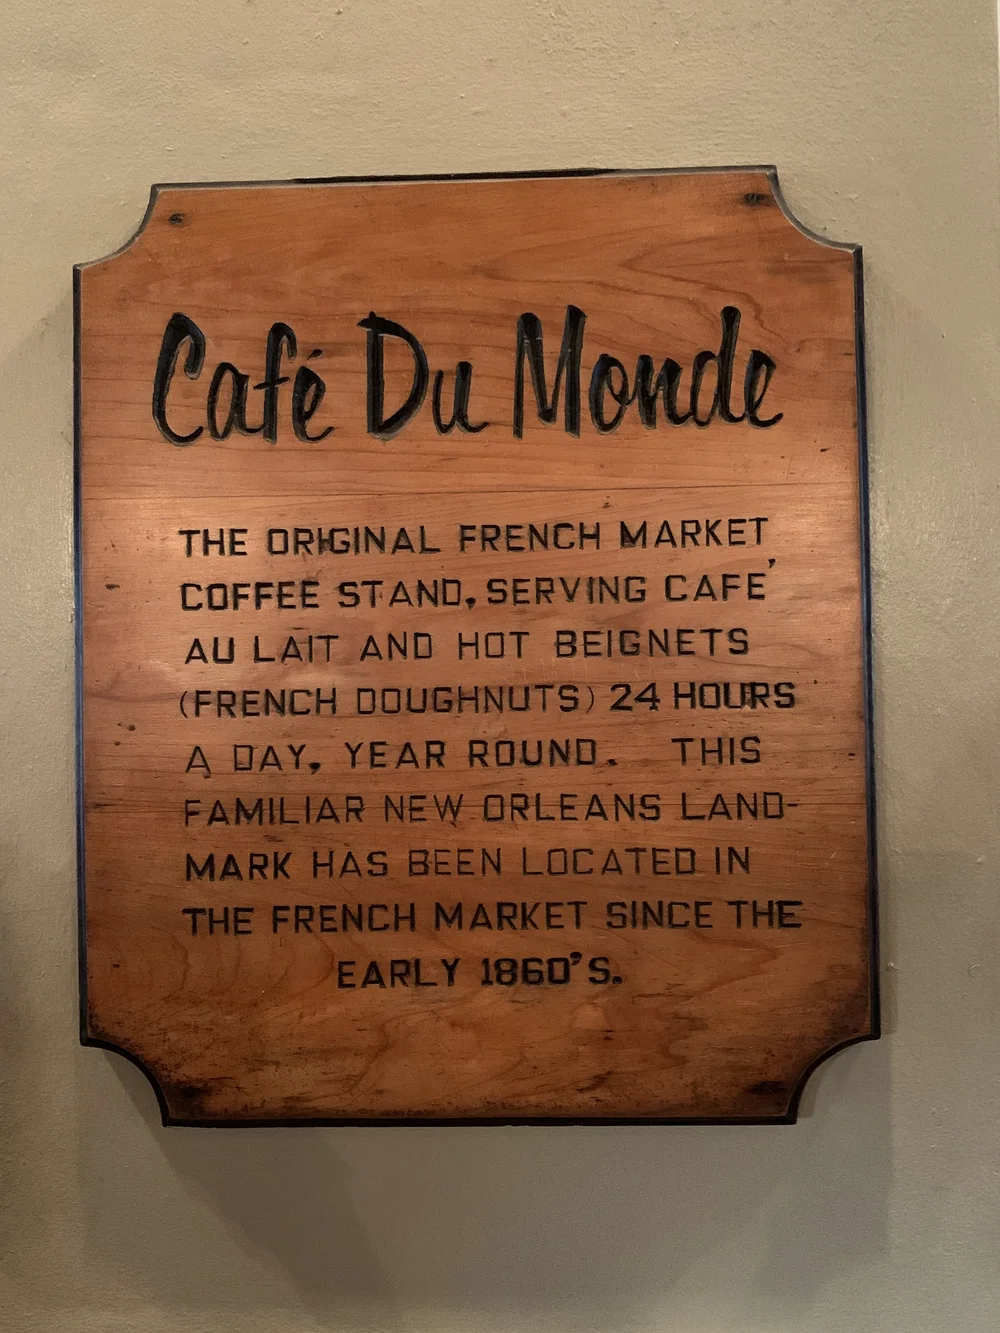 Café Du Monde
THE ORIGINAL FRENCH MARKET
COFFEE STAND, SERVING CAFE'
AU LAIT AND HOT BEIGNETS
(FRENCH DOUGHNUTS) 24 HOURS
A DAY, YEAR ROUND. THIS
FAMILIAR NEW ORLEANS LAND-
MARK HAS BEEN LOCATED IN
THE FRENCH MARKET SINCE THE
EARLY 1860'S.